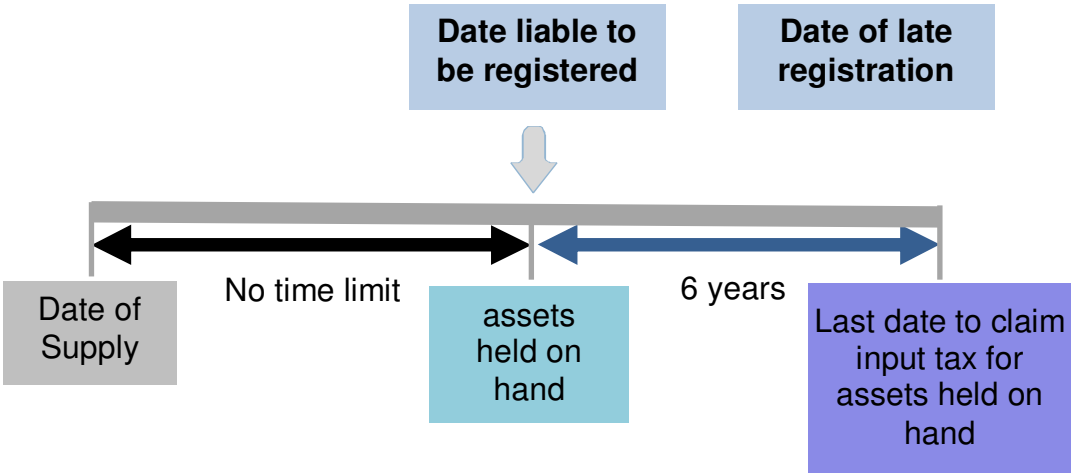 Date liable to
be registered
Date of late
registration
No time limit
6 years
Date of
Supply
assets
held on
hand
Last date to claim
input tax for
assets held on
hand